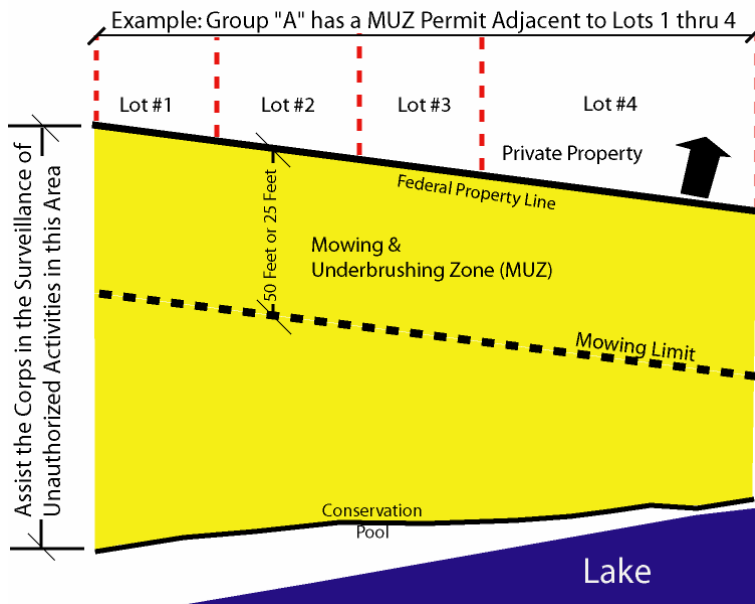 Example: Group "A" has a MUZ Permit Adjacent to Lots 1 thru 4
Lot #1
Lot #2
Lot #3
Lot #4
Private Property
Federal Property Line
50 Feet or 25 Feet
Mowing &
Underbrushing Zone (MUZ)
Mowing Limit
Assist the Corps in the Surveillance of
Unauthorized Activities in this Area
Conservation
Pool
Lake